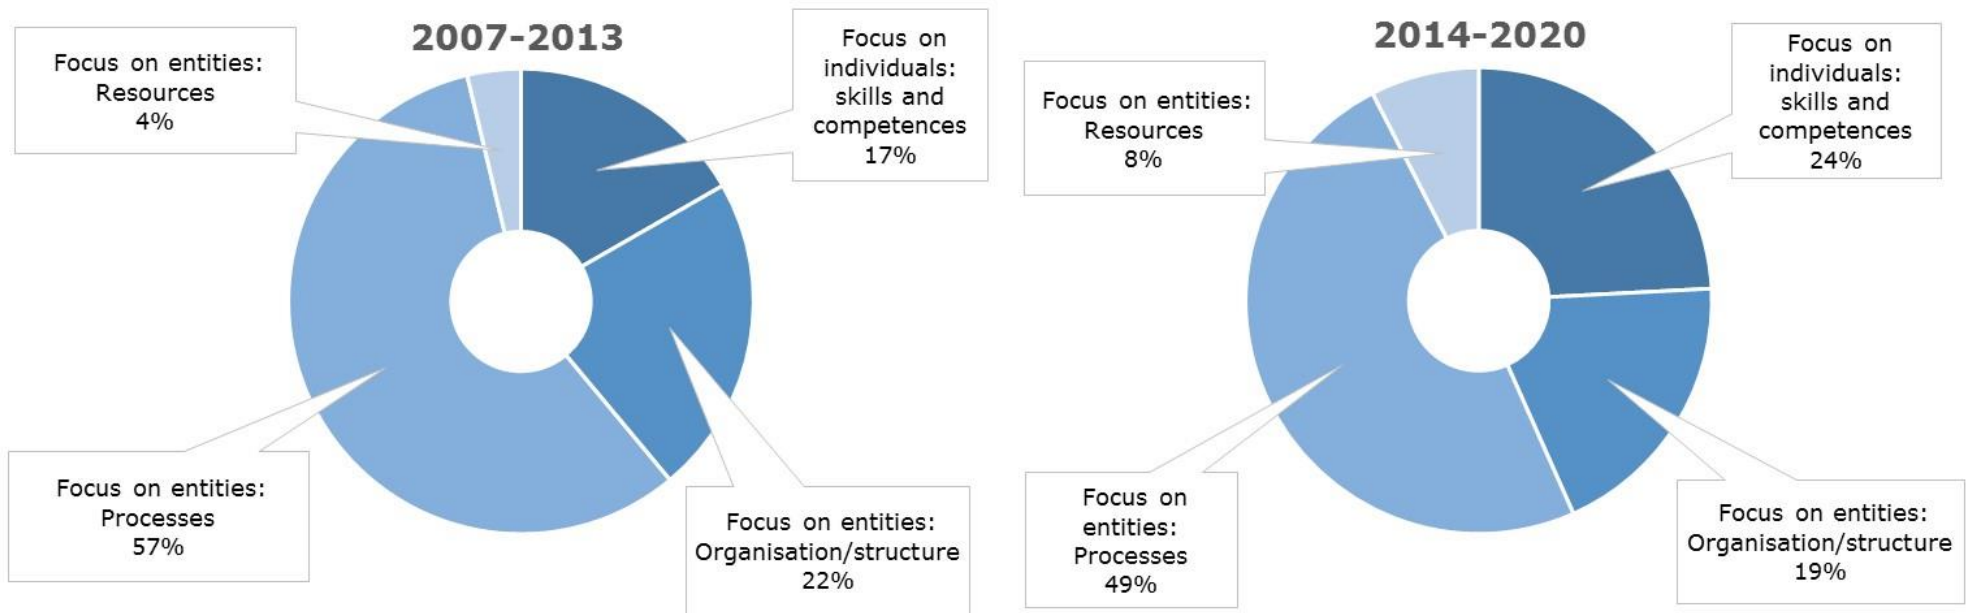 2007-2013
Focus on entities:
Resources
4%
Focus on
individuals:
skills and
competences
17%
Focus on entities:
Processes
57%
Focus on entities:
Organisation/structure
22%
2014-2020
Focus on entities:
Resources
8%
Focus on
individuals:
skills and
competences
24%
Focus on
entities:
Processes
49%
Focus on entities:
Organisation/structure
19%